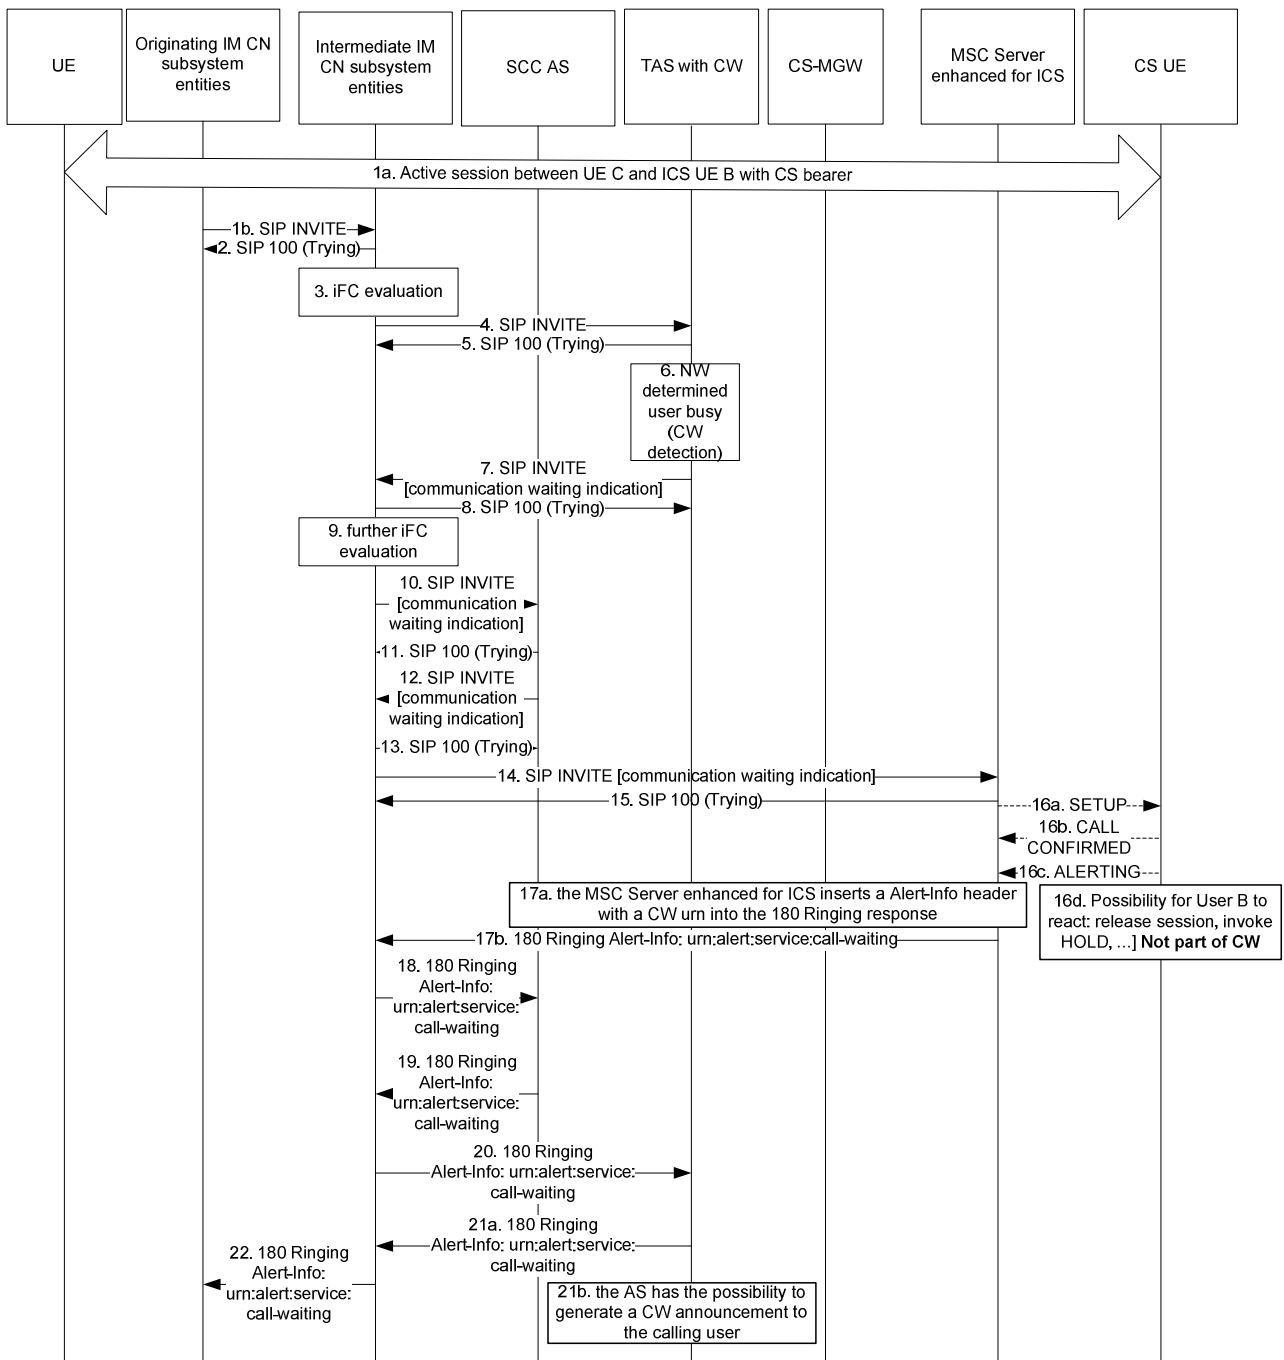 UE
Originating IM CN
subsystem
entities
Intermediate IM
CN subsystem
entities
SCC AS
TAS with CW
CS-MGW
MSC Server
enhanced for ICS
CS UE
1a. Active session between UE C and ICS UE B with CS bearer
1b. SIP INVITE
2. SIP 100 (Trying)
3. iFC evaluation
4. SIP INVITE
5. SIP 100 (Trying)
6. NW
determined
user busy
(CW
detection)
7. SIP INVITE
[communication waiting indication]
8. SIP 100 (Trying)
9. further iFC
evaluation
10. SIP INVITE
[communication
waiting indication]
11. SIP 100 (Trying)
12. SIP INVITE
[communication
waiting indication]
13. SIP 100 (Trying)
14. SIP INVITE [communication waiting indication]
15. SIP 100 (Trying)
16a. SETUP
16b. CALL
CONFIRMED
16c. ALERTING
17a. the MSC Server enhanced for ICS inserts a Alert-Info header
with a CW urn into the 180 Ringing response
16d. Possibility for User B to
react: release session, invoke
HOLD, ...] Not part of CW
17b. 180 Ringing Alert-Info: urn:alert:service:call-waiting
18. 180 Ringing
Alert-Info:
urn:alert:service:
call-waiting
19. 180 Ringing
Alert-Info:
urn:alert:service:
call-waiting
20. 180 Ringing
Alert-Info: urn:alert:service:
call-waiting
21a. 180 Ringing
Alert-Info: urn:alert:service:
call-waiting
22. 180 Ringing
Alert-Info:
urn:alert:service:
call-waiting
21b. the AS has the possibility to
generate a CW announcement to
the calling user